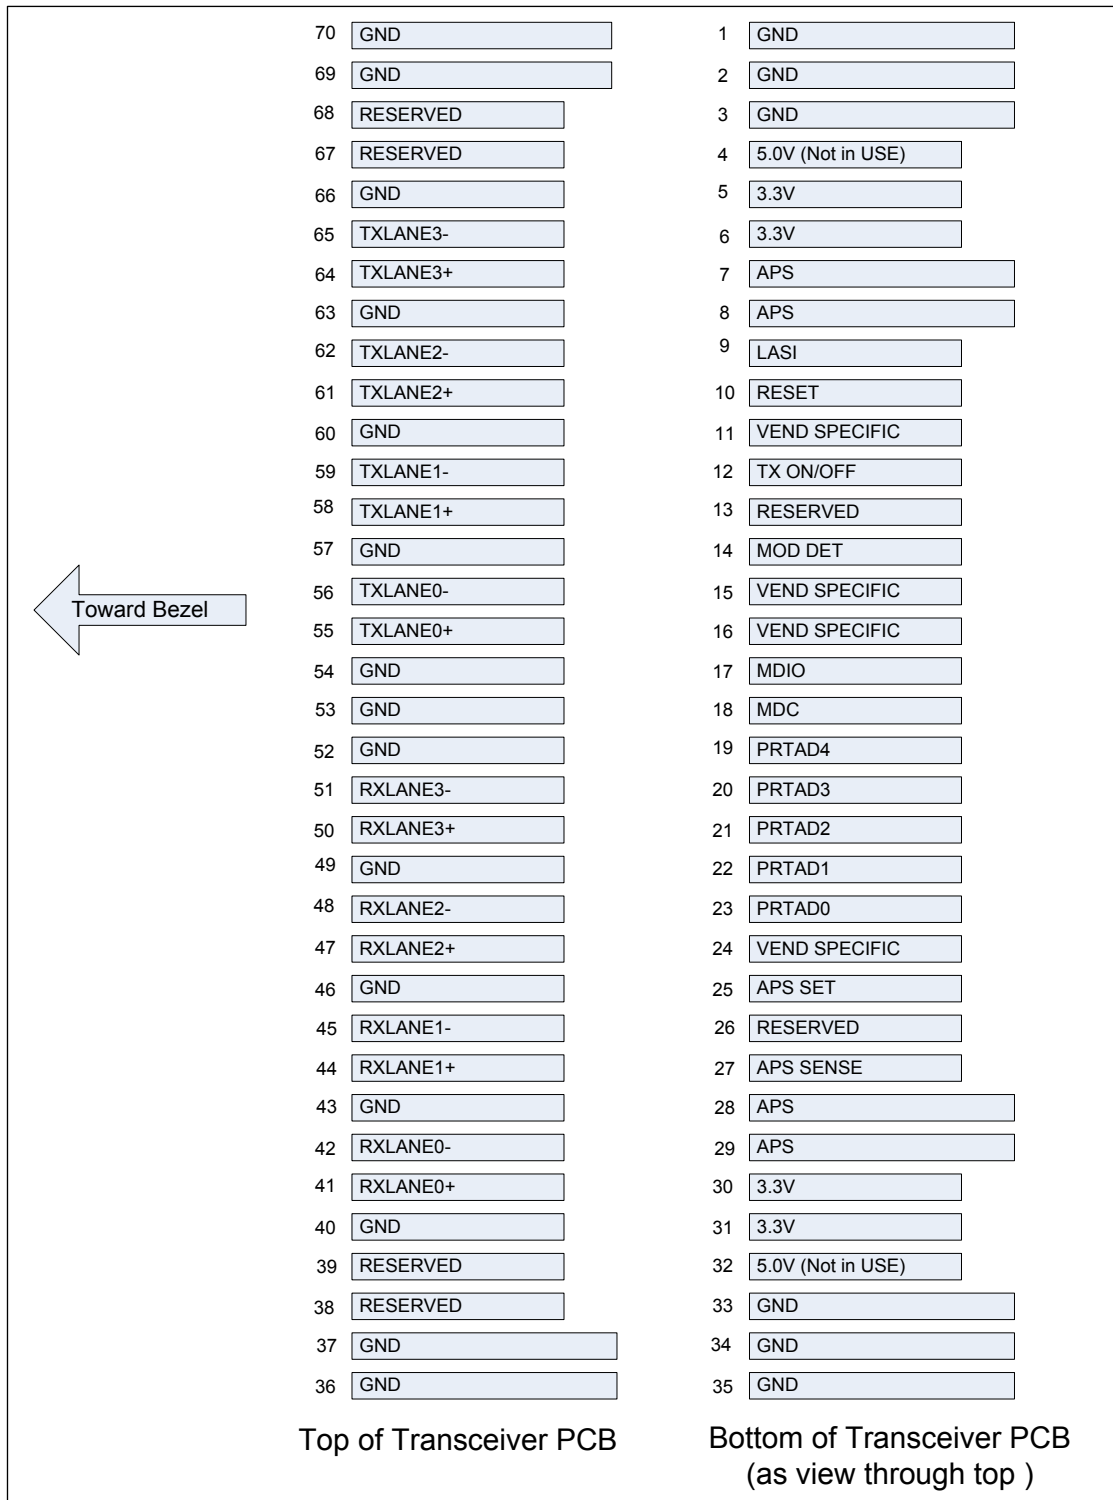 70 GND 1 GND
69 GND 2 GND
68 RESERVED 3 GND
67 RESERVED 4 5.0V (Not in USE)
66 GND 5 3.3V
65 TXLANE3- 6 3.3V
64 TXLANE3+ 7 APS
63 GND 8 APS
62 TXLANE2- 9 LASI
61 TXLANE2+ 10 RESET
60 GND 11 VEND SPECIFIC
59 TXLANE1- 12 TX ON/OFF
58 TXLANE1+ 13 RESERVED
57 GND 14 MOD DET
56 TXLANE0- 15 VEND SPECIFIC
Toward Bezel
55 TXLANE0+ 16 VEND SPECIFIC
54 GND 17 MDIO
53 GND 18 MDC
52 GND 19 PRTAD4
51 RXLANE3- 20 PRTAD3
50 RXLANE3+ 21 PRTAD2
49 GND 22 PRTAD1
48 RXLANE2- 23 PRTAD0
47 RXLANE2+ 24 VEND SPECIFIC
46 GND 25 APS SET
45 RXLANE1- 26 RESERVED
44 RXLANE1+ 27 APS SENSE
43 GND 28 APS
42 RXLANE0- 29 APS
41 RXLANE0+ 30 3.3V
40 GND 31 3.3V
39 RESERVED 32 5.0V (Not in USE)
38 RESERVED 33 GND
37 GND 34 GND
36 GND 35 GND
Top of Transceiver PCB
Bottom of Transceiver PCB
(as view through top )